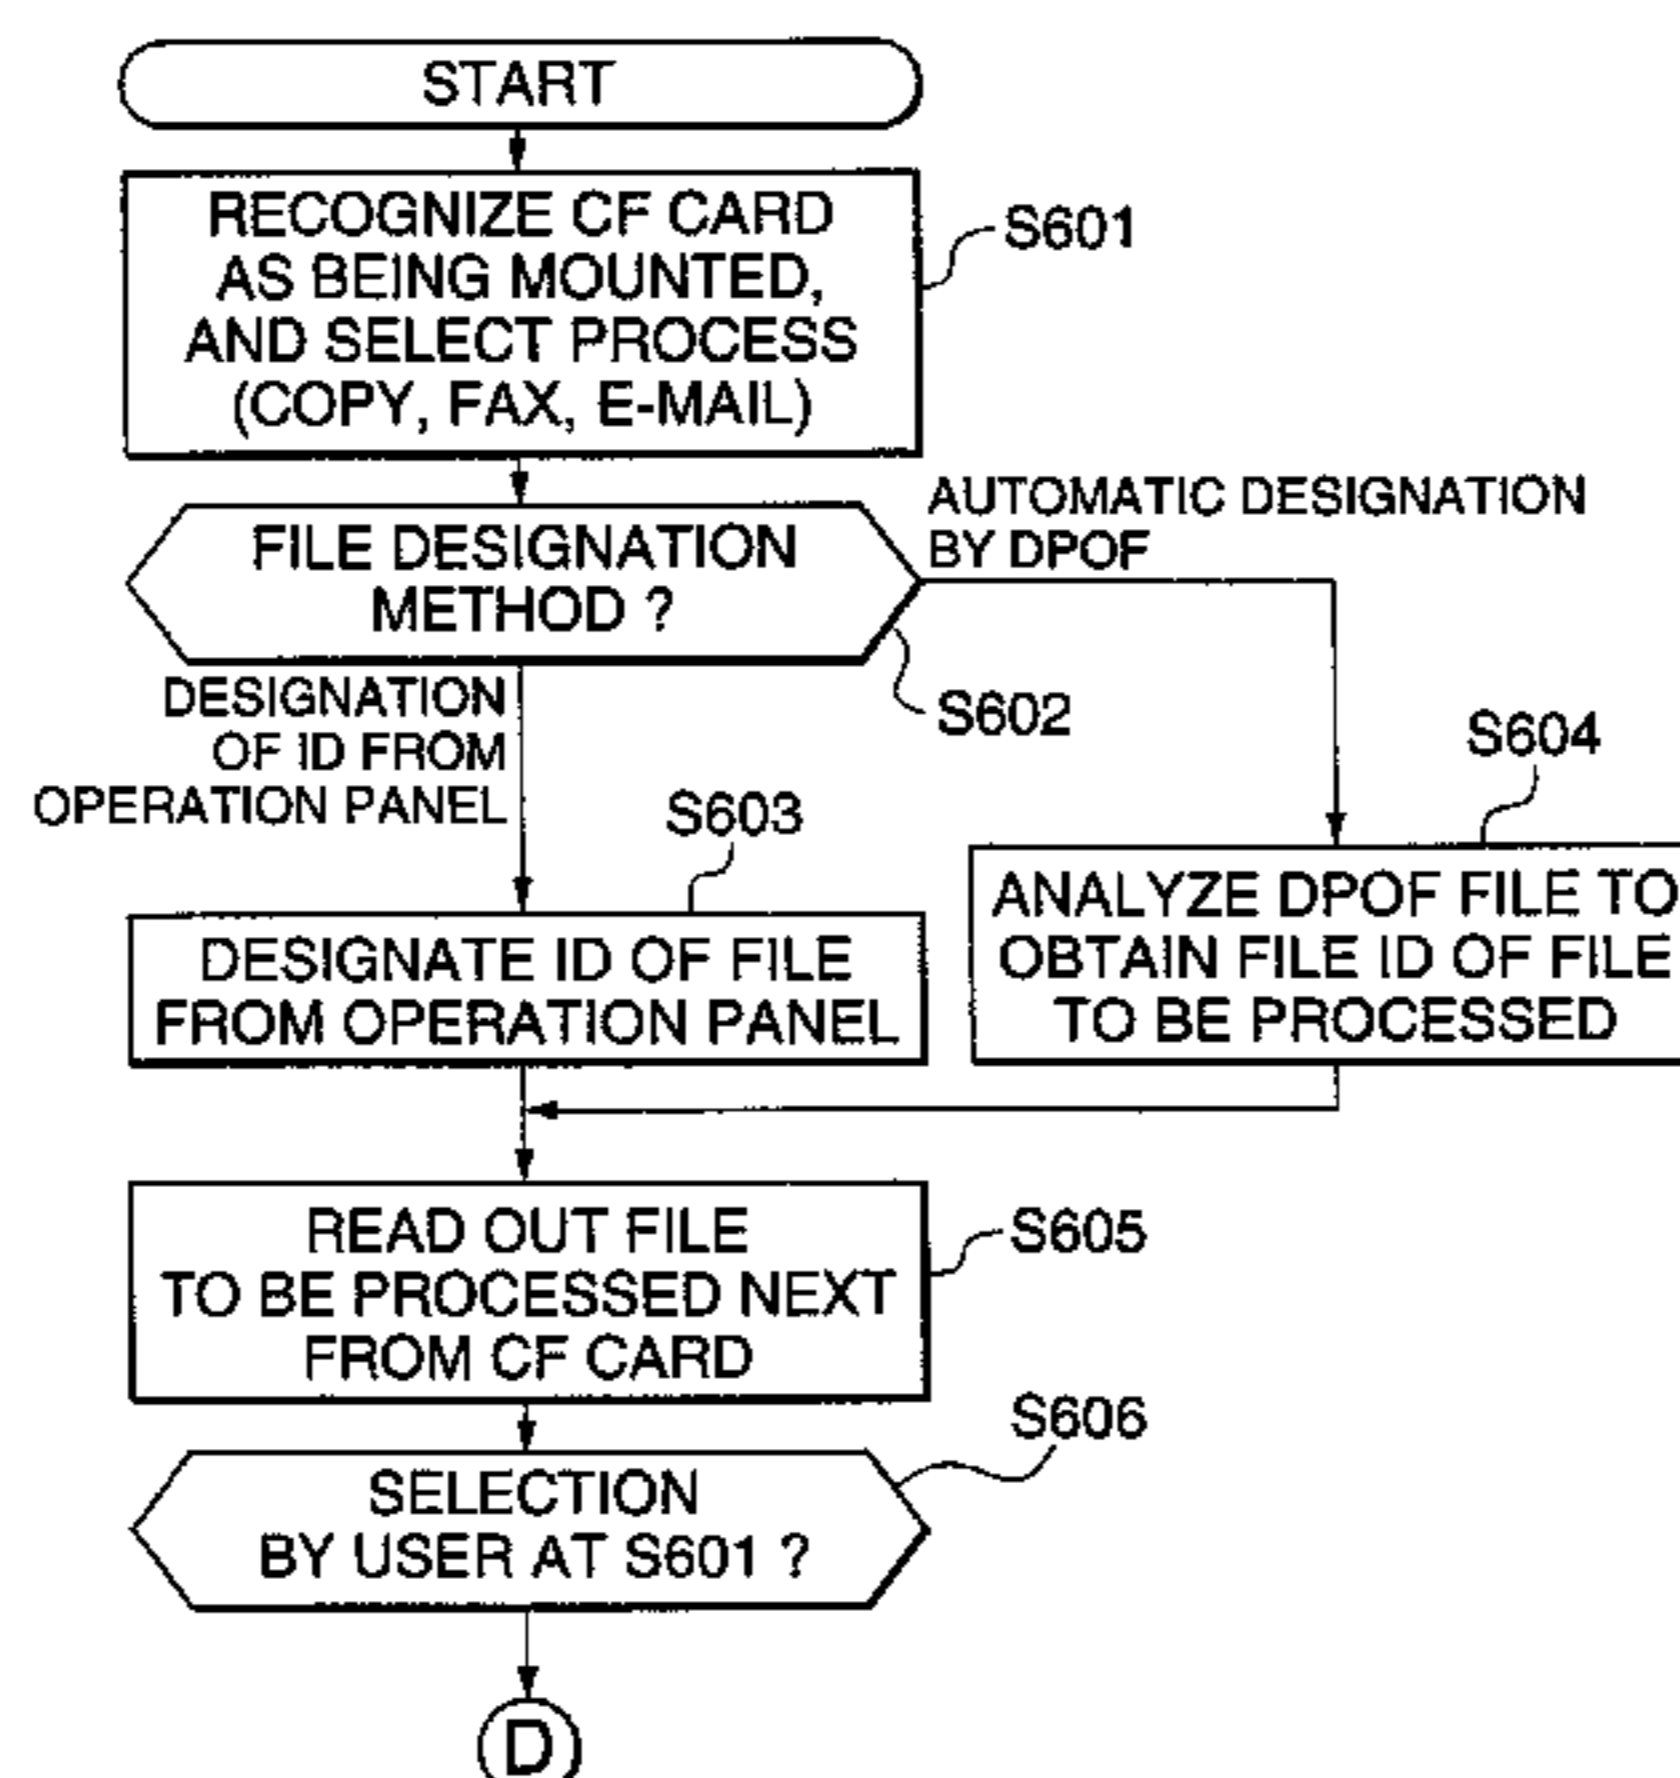 START
RECOGNIZE CF CARD
AS BEING MOUNTED,
AND SELECT PROCESS
(COPY, FAX, E-MAIL)
S601
FILE DESIGNATION
METHOD ?
AUTOMATIC DESIGNATION
BY DPOF
S602
DESIGNATION
OF ID FROM
OPERATION PANEL
S603
S604
DESIGNATE ID OF FILE
FROM OPERATION PANEL
ANALYZE DPOF FILE TO
OBTAIN FILE ID OF FILE
TO BE PROCESSED
READ OUT FILE
TO BE PROCESSED NEXT
FROM CF CARD
S605
S606
SELECTION
BY USER AT S601 ?
D